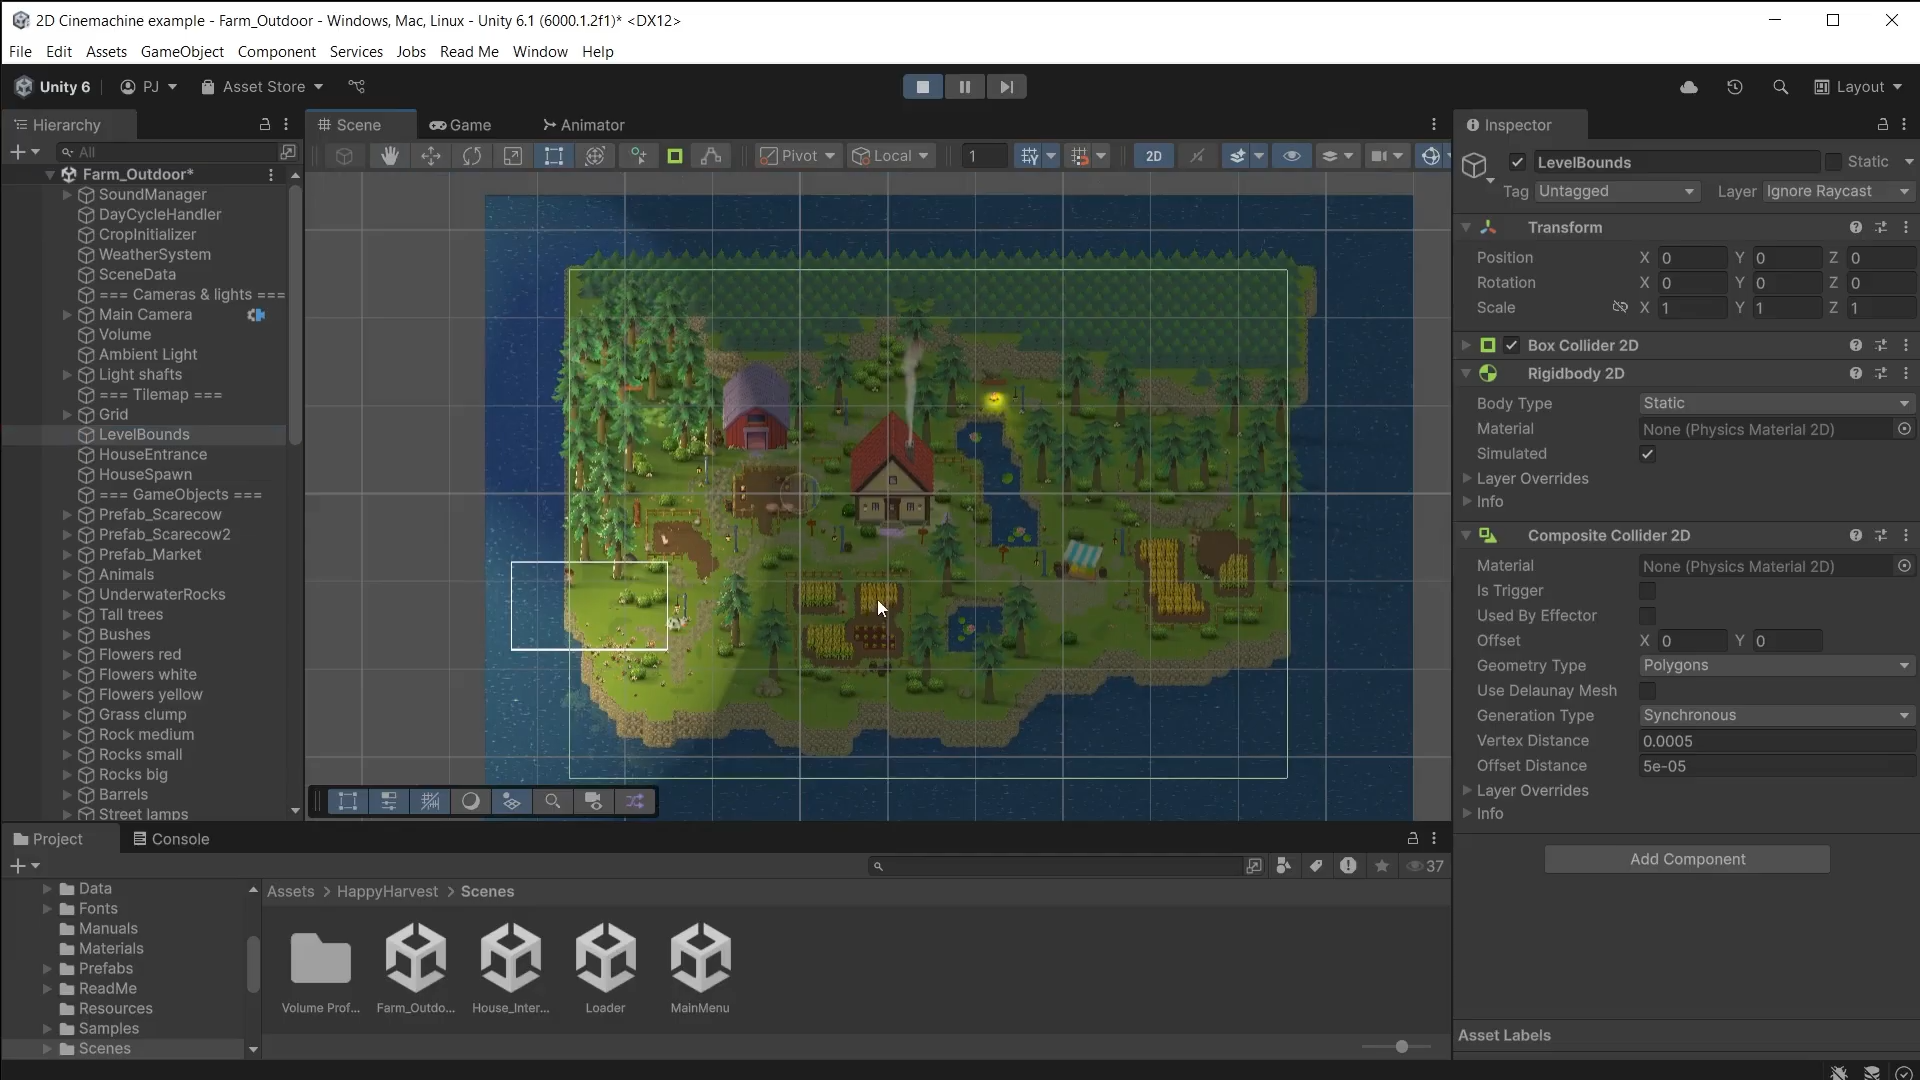 2D Cinemachine example - Farm_Outdoor - Windows, Mac, Linux - Unity 6.1 (6000.1.2f1)* <DX12>
File Edit Assets GameObject Component Services Jobs Read Me Window Help
Unity 6 PJ Asset Store Layout
Hierarchy Scene Game Animator Inspector
All Pivot Local 1 2D
LevelBounds Static
Tag Untagged Layer Ignore Raycast
Farm_Outdoor*
SoundManager
DayCycleHandler
CropInitializer
WeatherSystem
SceneData
=== Cameras & lights ===
Main Camera
Volume
Ambient Light
Light shafts
=== Tilemap ===
Grid
LevelBounds
HouseEntrance
HouseSpawn
=== GameObjects ===
Prefab_Scarecow
Prefab_Scarecow2
Prefab_Market
Animals
UnderwaterRocks
Tall trees
Bushes
Flowers red
Flowers white
Flowers yellow
Grass clump
Rock medium
Rocks small
Rocks big
Barrels
Street lamps
Transform
Position X 0 Y 0 Z 0
Rotation X 0 Y 0 Z 0
Scale X 1 Y 1 Z 1
Box Collider 2D
Rigidbody 2D
Body Type Static
Material None (Physics Material 2D)
Simulated
Layer Overrides
Info
Composite Collider 2D
Material None (Physics Material 2D)
Is Trigger
Used By Effector
Offset X 0 Y 0
Geometry Type Polygons
Use Delaunay Mesh
Generation Type Synchronous
Vertex Distance 0.0005
Offset Distance 5e-05
Layer Overrides
Info
Add Component
Asset Labels
Project Console
37
Data
Fonts
Manuals
Materials
Prefabs
ReadMe
Resources
Samples
Scenes
Assets > HappyHarvest > Scenes
Volume Prof... Farm_Outdo... House_Inter... Loader MainMenu